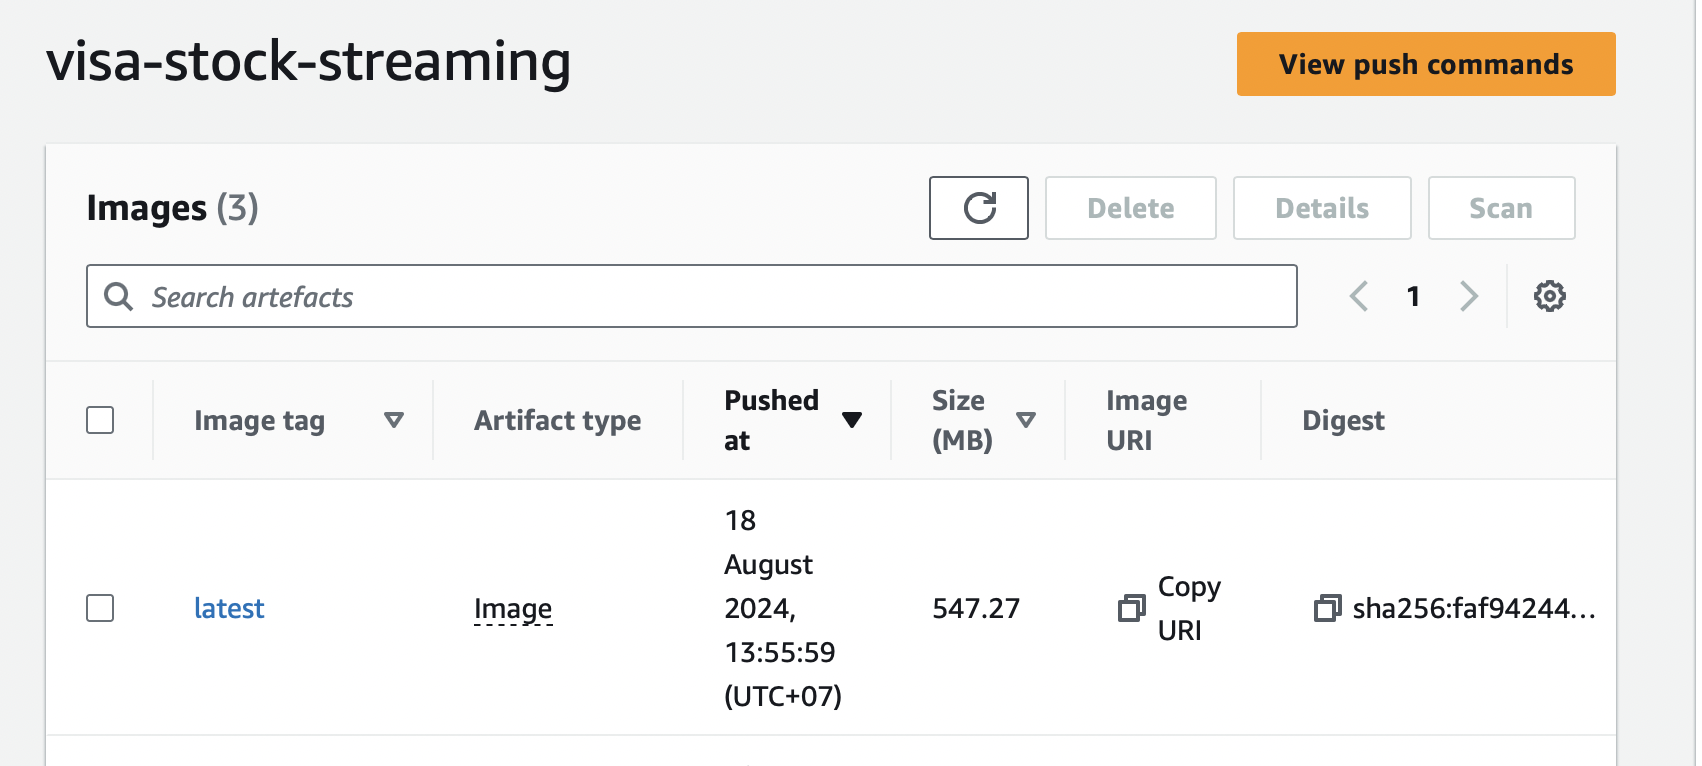 visa-stock-streaming
View push commands
Images (3)
Delete
Details
Scan
Search artefacts
1
Image tag
Artifact type
Pushed
at
Size
(MB)
Image
URI
Digest
latest
Image
18
August
2024,
13:55:59
(UTC+07)
547.27
Copy
URI
sha256:faf94244...